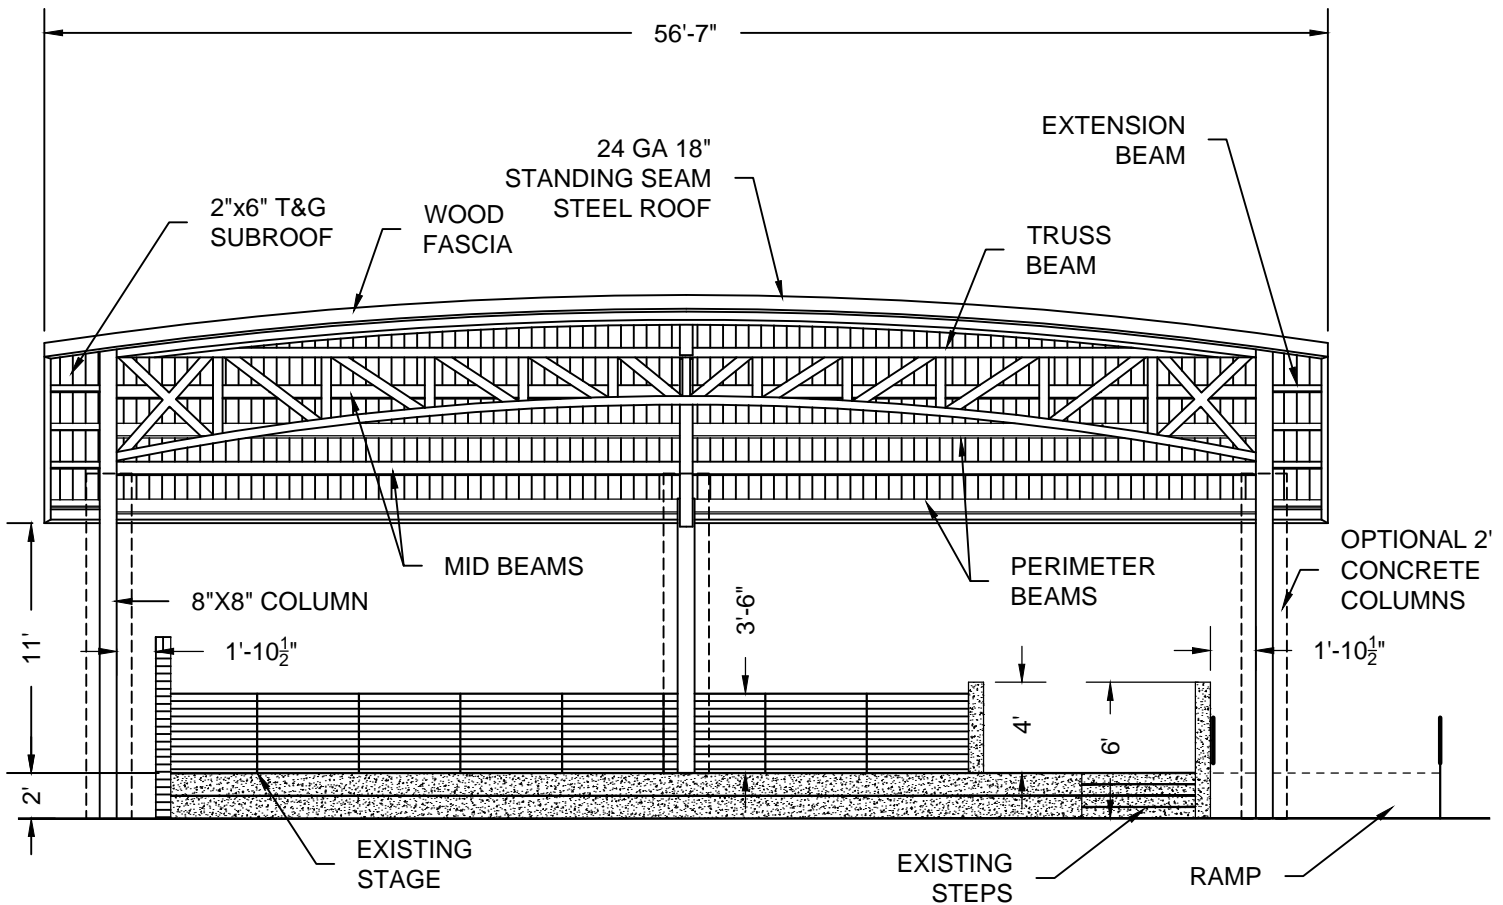 56'-7"
EXTENSION
BEAM
24 GA 18"
STANDING SEAM
STEEL ROOF
2"x6" T&G
SUBROOF
WOOD
FASCIA
TRUSS
BEAM
MID BEAMS
PERIMETER
BEAMS
OPTIONAL 2'
CONCRETE
COLUMNS
8"X8" COLUMN
3'-6"
11'
1'-10½"
1'-10½"
4'
6'
2'
EXISTING
STAGE
EXISTING
STEPS
RAMP